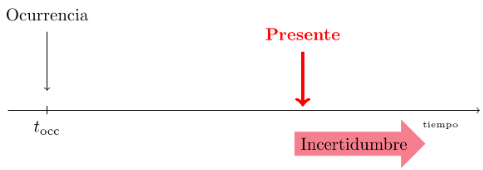 Ocurrencia
Presente
t_occ
tiempo
Incertidumbre